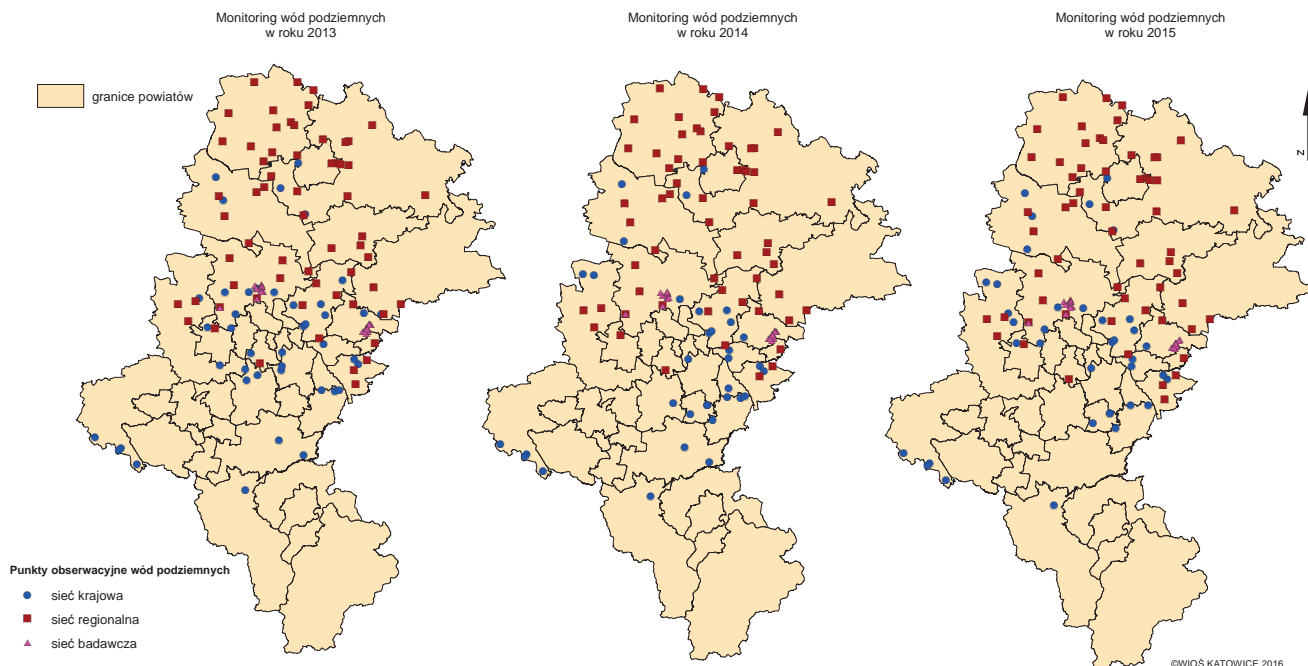 Monitoring wód podziemnych
w roku 2013
Monitoring wód podziemnych
w roku 2014
Monitoring wód podziemnych
w roku 2015
granice powiatów
N
Punkty obserwacyjne wód podziemnych
sieć krajowa
sieć regionalna
sieć badawcza
©WIOŚ KATOWICE 2016